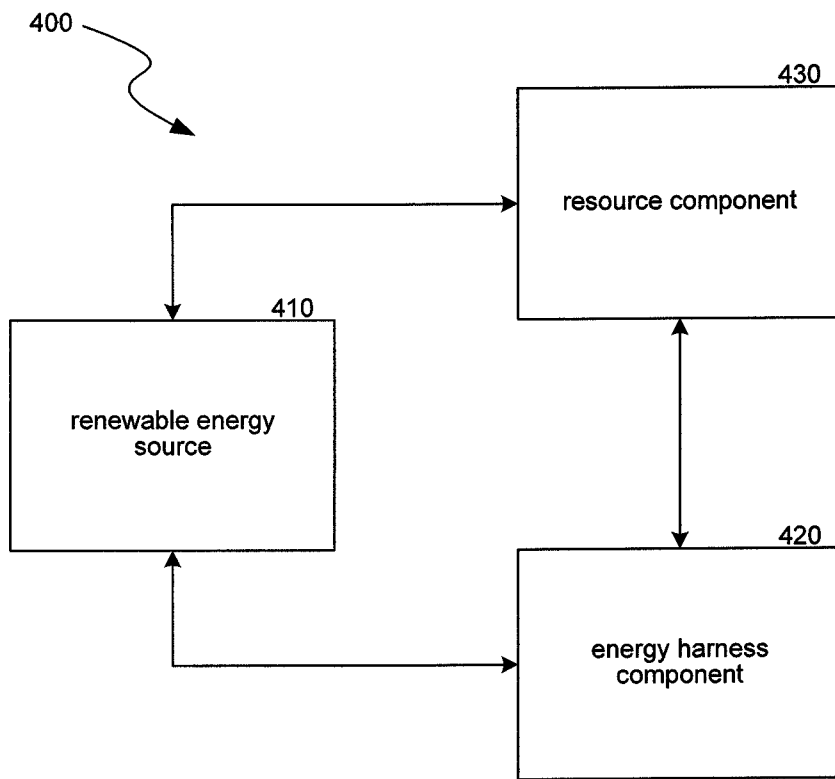 400
430
resource component
410
renewable energy
source
420
energy harness
component